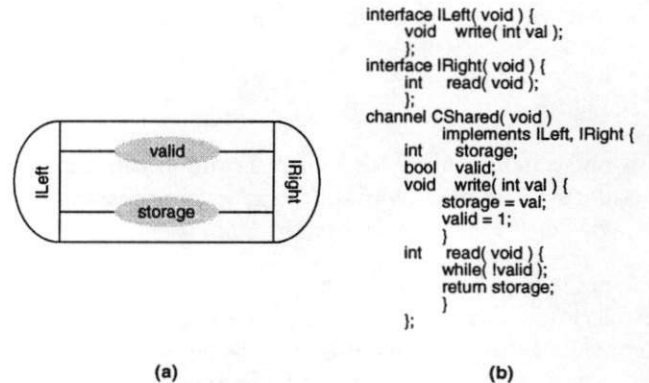 ILeft
valid
storage
IRight
(a)
interface ILeft( void ) {
void write( int val );
};
interface IRight( void ) {
int read( void );
};
channel CShared( void )
implements ILeft, IRight {
int storage;
bool valid;
void write( int val ) {
storage = val;
valid = 1;
}
int read( void ) {
while( !valid );
return storage;
}
};
(b)